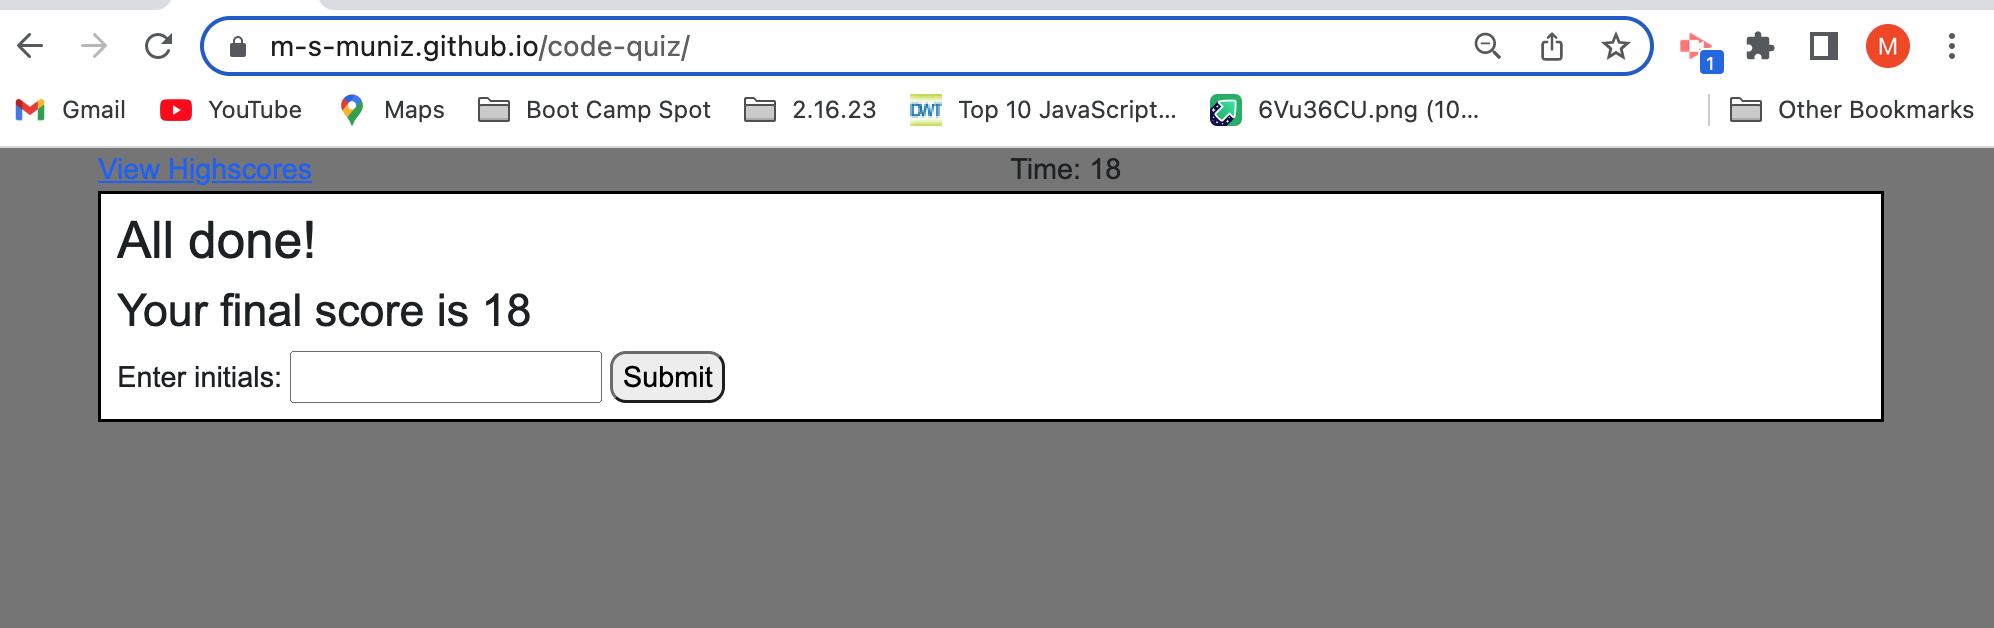 m-s-muniz.github.io/code-quiz/
1
M
Gmail YouTube Maps Boot Camp Spot 2.16.23 DWT Top 10 JavaScript... 6Vu36CU.png (10... Other Bookmarks
View Highscores Time: 18
All done!
Your final score is 18
Enter initials: Submit